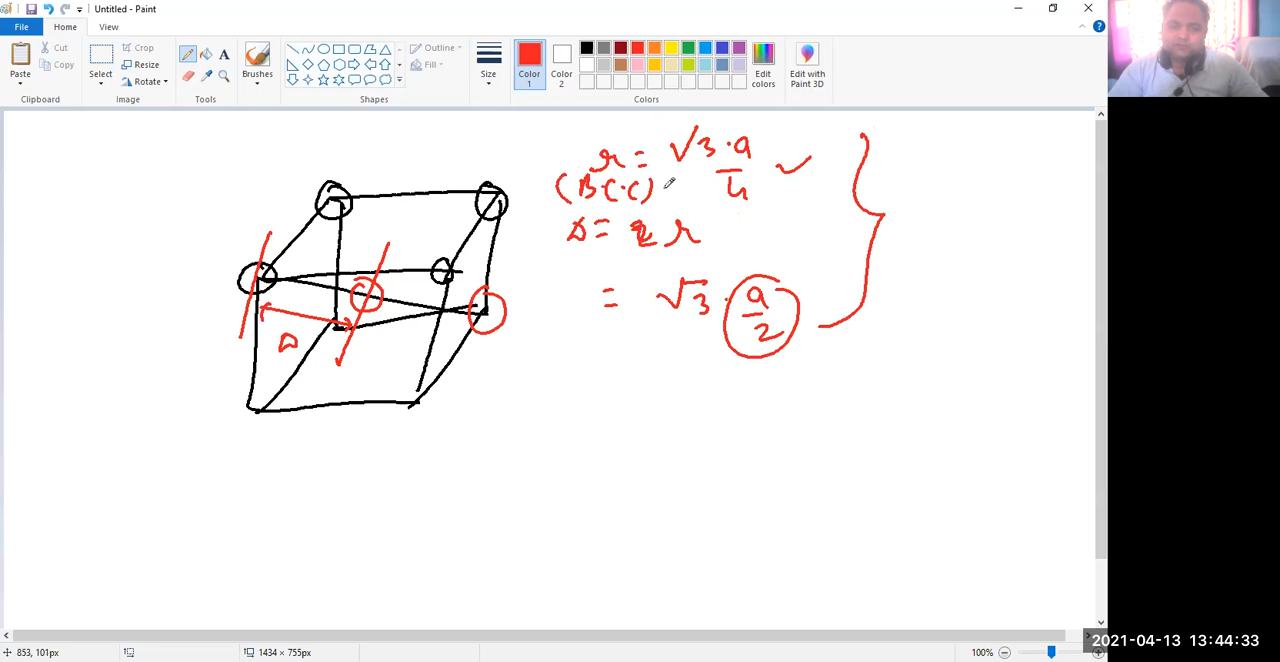 Untitled - Paint
File Home View
Paste Cut Copy Clipboard
Select Crop Resize Rotate Image
Tools
Brushes
Shapes
Outline Fill
Size
Color 1
Color 2
Colors
Edit colors
Edit with Paint 3D
r = √3·a/4
(B·C·C)
D = 2r
= √3·a/2
D
2021-04-13 13:44:33
853, 101px
1434 × 755px
100%